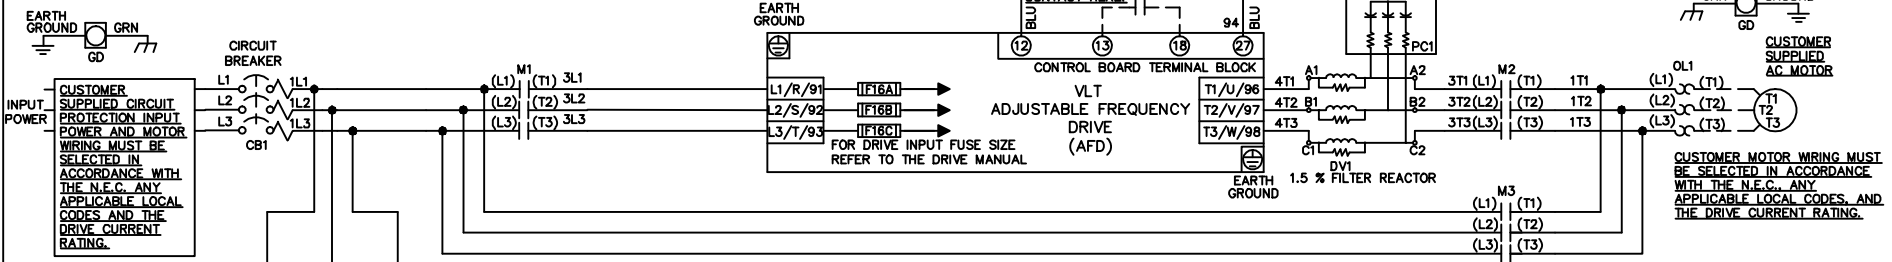 EARTH
GROUND
GRN
GD
CIRCUIT
BREAKER
L1
L2
L3
1L1
1L2
1L3
CB1
INPUT
POWER
CUSTOMER
SUPPLIED CIRCUIT
PROTECTION INPUT
POWER AND MOTOR
WIRING MUST BE
SELECTED IN
ACCORDANCE WITH
THE N.E.C. ANY
APPLICABLE LOCAL
CODES AND THE
DRIVE CURRENT
RATING.
M1
(L1) (T1) 3L1
(L2) (T2) 3L2
(L3) (T3) 3L3
EARTH
GROUND
BLU
94
BLU
12
13
18
27
CONTROL BOARD TERMINAL BLOCK
L1/R/91
L2/S/92
L3/T/93
F16A
F16B
F16C
FOR DRIVE INPUT FUSE SIZE
REFER TO THE DRIVE MANUAL
VLT
ADJUSTABLE FREQUENCY
DRIVE
(AFD)
T1/U/96
T2/V/97
T3/W/98
EARTH
GROUND
4T1
4T2
4T3
A1
B1
C1
A2
B2
C2
PC1
DV1
1.5 % FILTER REACTOR
M2
3T1 (L1) (T1) 1T1
3T2 (L2) (T2) 1T2
3T3 (L3) (T3) 1T3
M3
(L1) (T1)
(L2) (T2)
(L3) (T3)
OL1
(L1) (T1)
(L2) (T2)
(L3) (T3)
T1
T2
T3
GD
CUSTOMER
SUPPLIED
AC MOTOR
CUSTOMER MOTOR WIRING MUST
BE SELECTED IN ACCORDANCE
WITH THE N.E.C., ANY
APPLICABLE LOCAL CODES, AND
THE DRIVE CURRENT RATING.